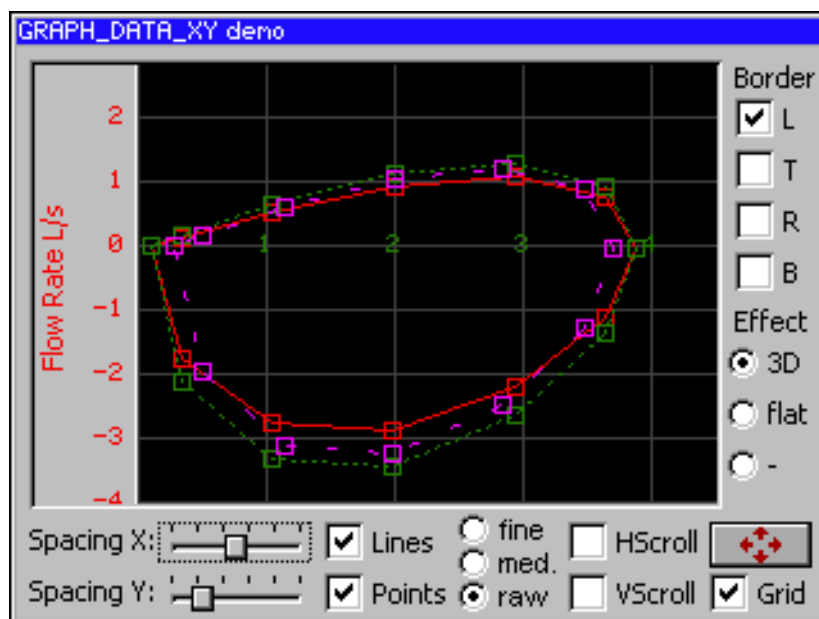 GRAPH_DATA_XY demo
Border
2
L
1
T
Flow Rate L/s
0
1
2
3
4
R
-1
B
Effect
-2
3D
-3
flat
-4
-
Spacing X:
Lines
fine
med.
raw
HScroll
Spacing Y:
Points
VScroll
Grid